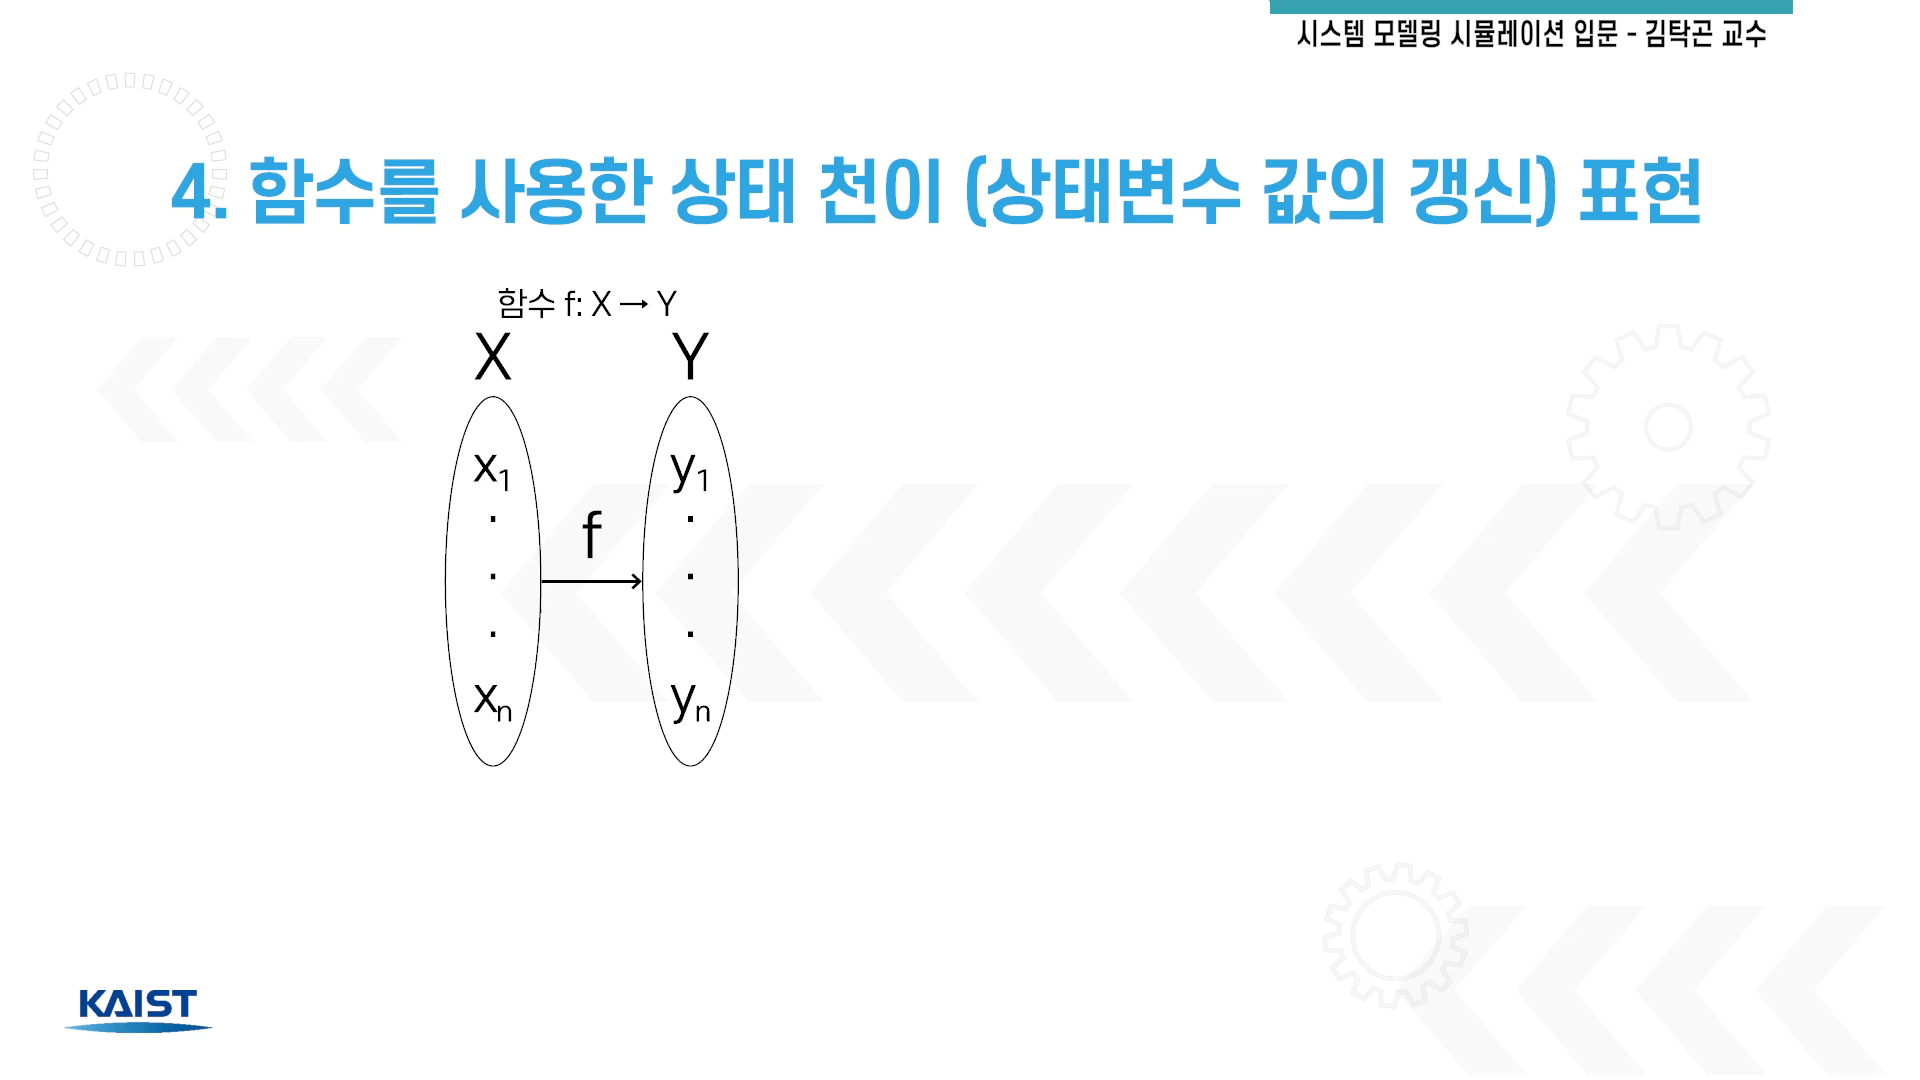 시스템 모델링 시뮬레이션 입문 - 김탁곤 교수
4. 함수를 사용한 상태 천이 (상태변수 값의 갱신) 표현
함수 f: X → Y
X Y
x₁ y₁
. .
f
. .
. .
xₙ yₙ
KAIST